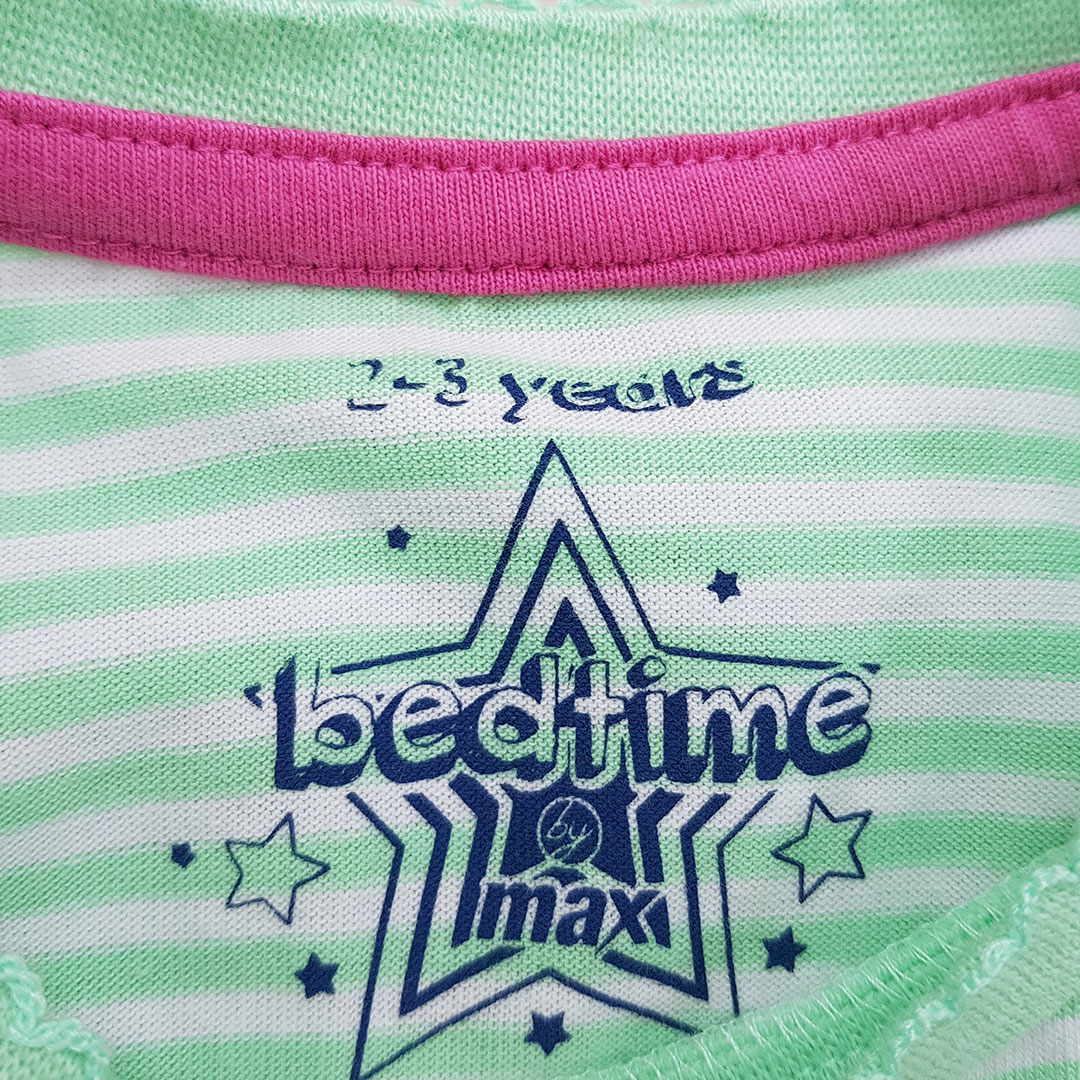 2-3 years
bedtime
by
max